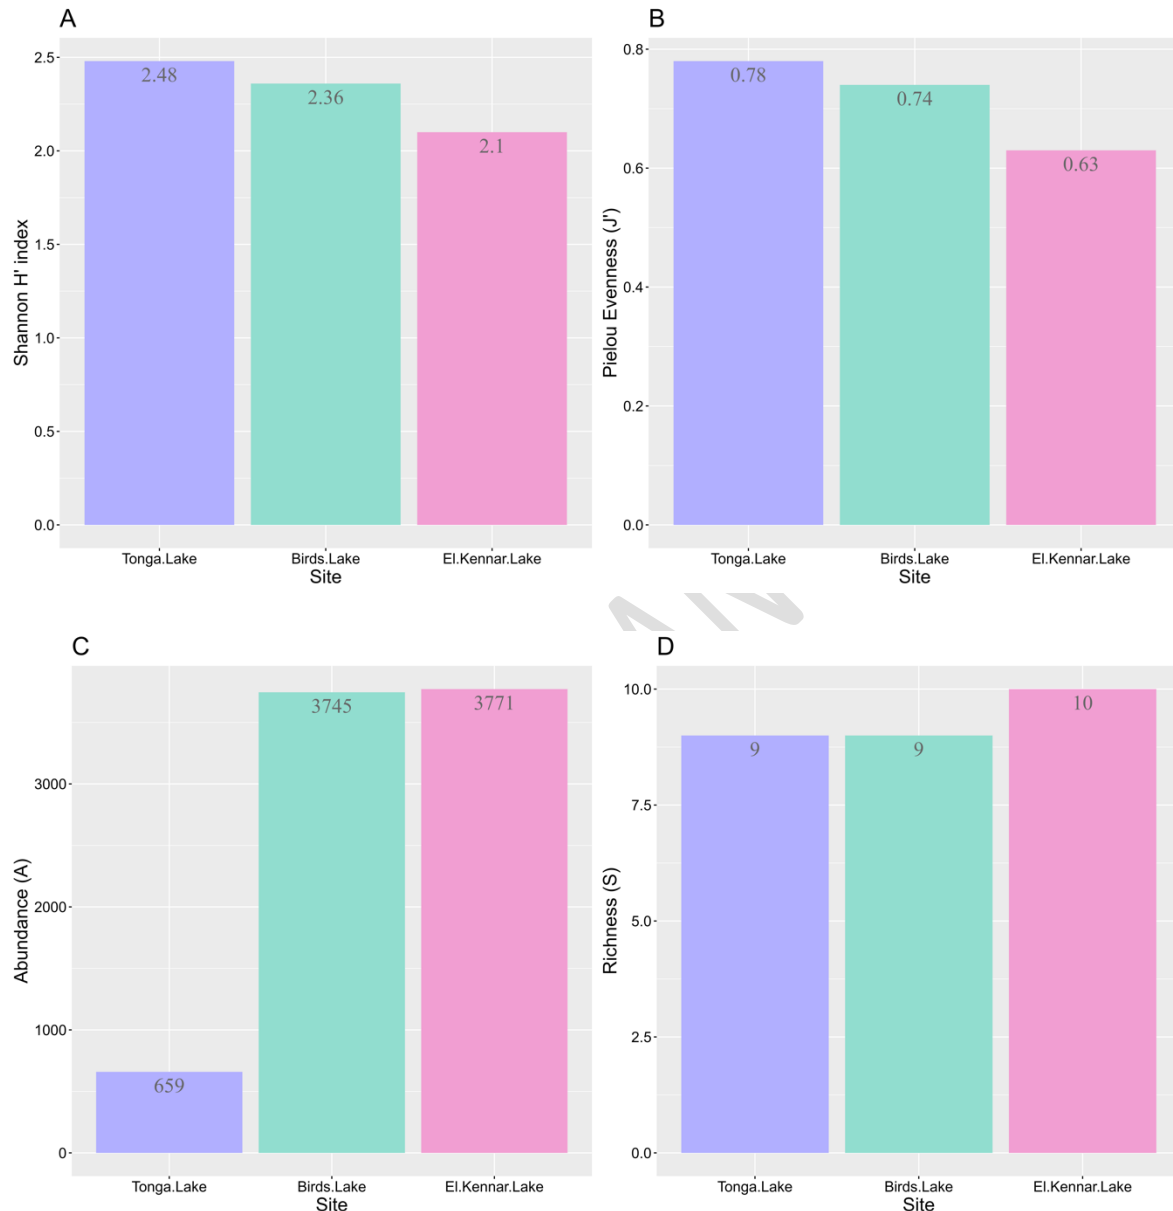 A
Shannon H' index
2.5
2.0
1.5
1.0
0.5
0.0
2.48
2.36
2.1
Tonga.Lake
Birds.Lake
El.Kennar.Lake
Site
B
Pielou Evenness (J')
0.8
0.6
0.4
0.2
0.0
0.78
0.74
0.63
Tonga.Lake
Birds.Lake
El.Kennar.Lake
Site
C
Abundance (A)
3000
2000
1000
0
659
3745
3771
Tonga.Lake
Birds.Lake
El.Kennar.Lake
Site
D
Richness (S)
10.0
7.5
5.0
2.5
0.0
9
9
10
Tonga.Lake
Birds.Lake
El.Kennar.Lake
Site